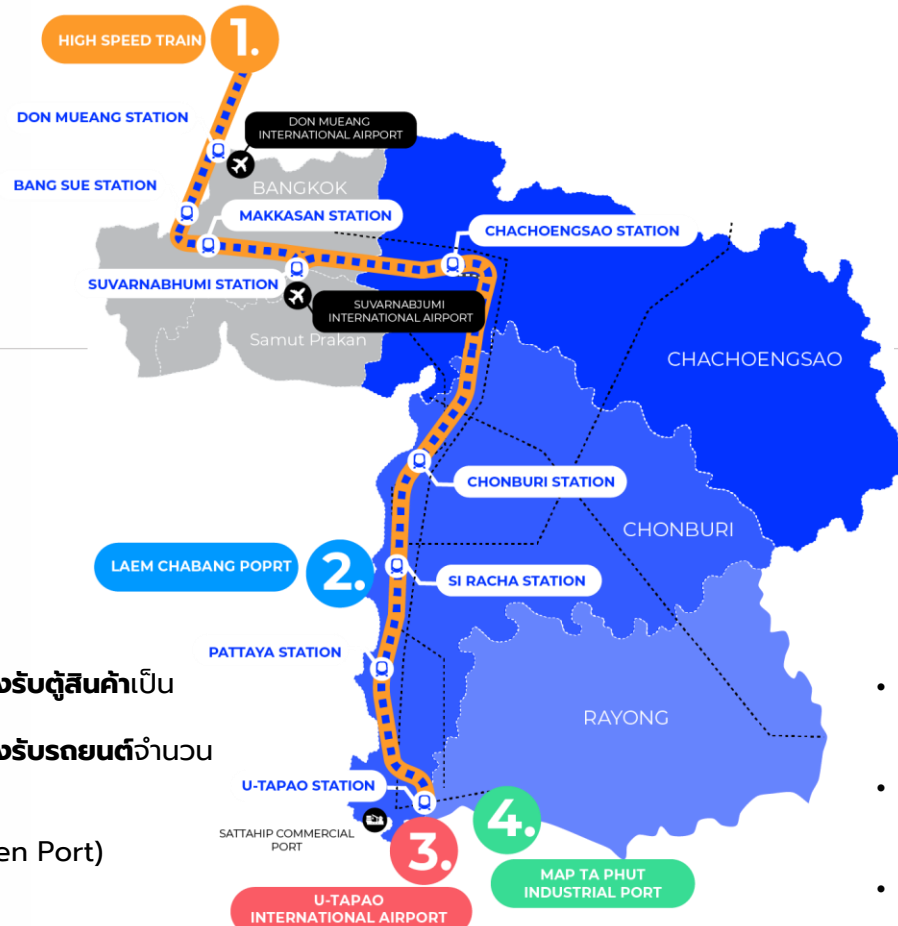 HIGH SPEED TRAIN
1.
DON MUEANG STATION
DON MUEANG
INTERNATIONAL AIRPORT
BANG SUE STATION
BANGKOK
MAKKASAN STATION
CHACHOENGSAO STATION
SUVARNABHUMI STATION
SUVARNABJUMI
INTERNATIONAL AIRPORT
Samut Prakan
CHACHOENGSAO
CHONBURI STATION
CHONBURI
LAEM CHABANG POPRT
2.
SI RACHA STATION
PATTAYA STATION
งรับตู้สินค้าเป็น
RAYONG
งรับรถยนต์จำนวน
U-TAPAO STATION
SATTAHIP COMMERCIAL
PORT
en Port)
3.
4.
MAP TA PHUT
INDUSTRIAL PORT
U-TAPAO
INTERNATIONAL AIRPORT